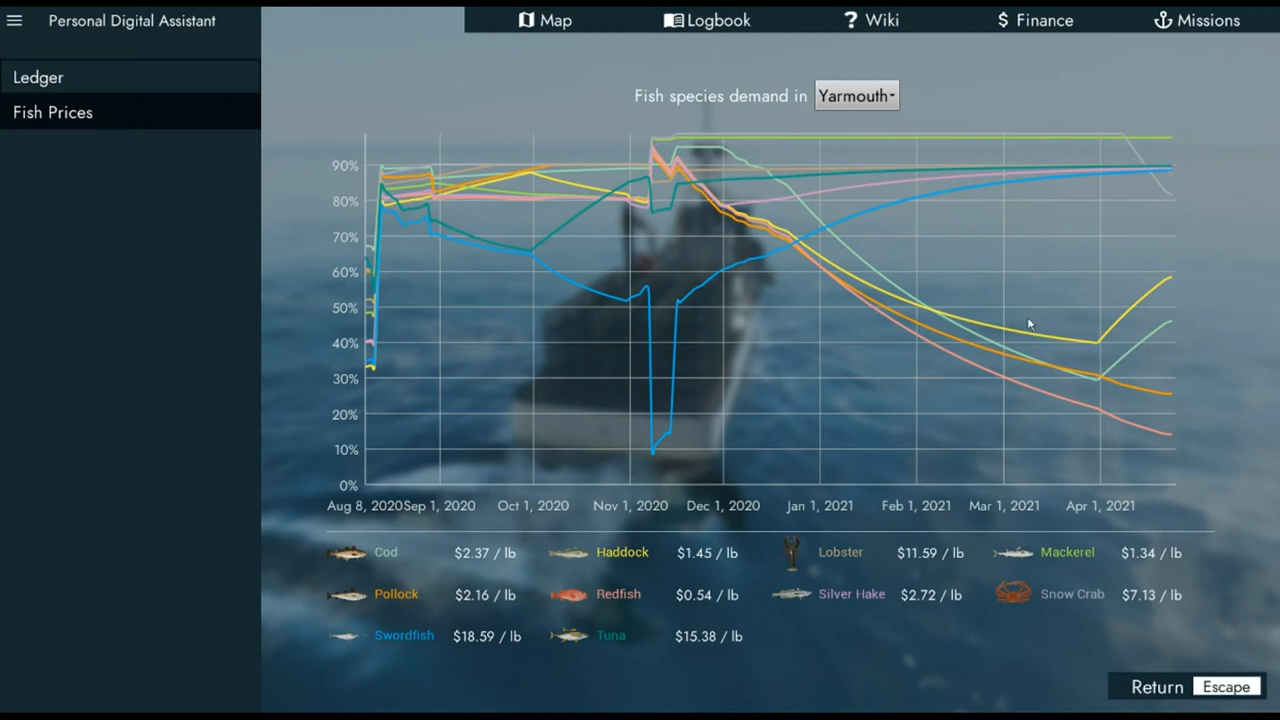 Personal Digital Assistant
Map Logbook ? Wiki $ Finance Missions
Ledger
Fish Prices
Fish species demand in Yarmouth
90%
80%
70%
60%
50%
40%
30%
20%
10%
0%
Aug 8, 2020 Sep 1, 2020 Oct 1, 2020 Nov 1, 2020 Dec 1, 2020 Jan 1, 2021 Feb 1, 2021 Mar 1, 2021 Apr 1, 2021
Cod $2.37 / lb Haddock $1.45 / lb Lobster $11.59 / lb Mackerel $1.34 / lb
Pollock $2.16 / lb Redfish $0.54 / lb Silver Hake $2.72 / lb Snow Crab $7.13 / lb
Swordfish $18.59 / lb Tuna $15.38 / lb
Return Escape